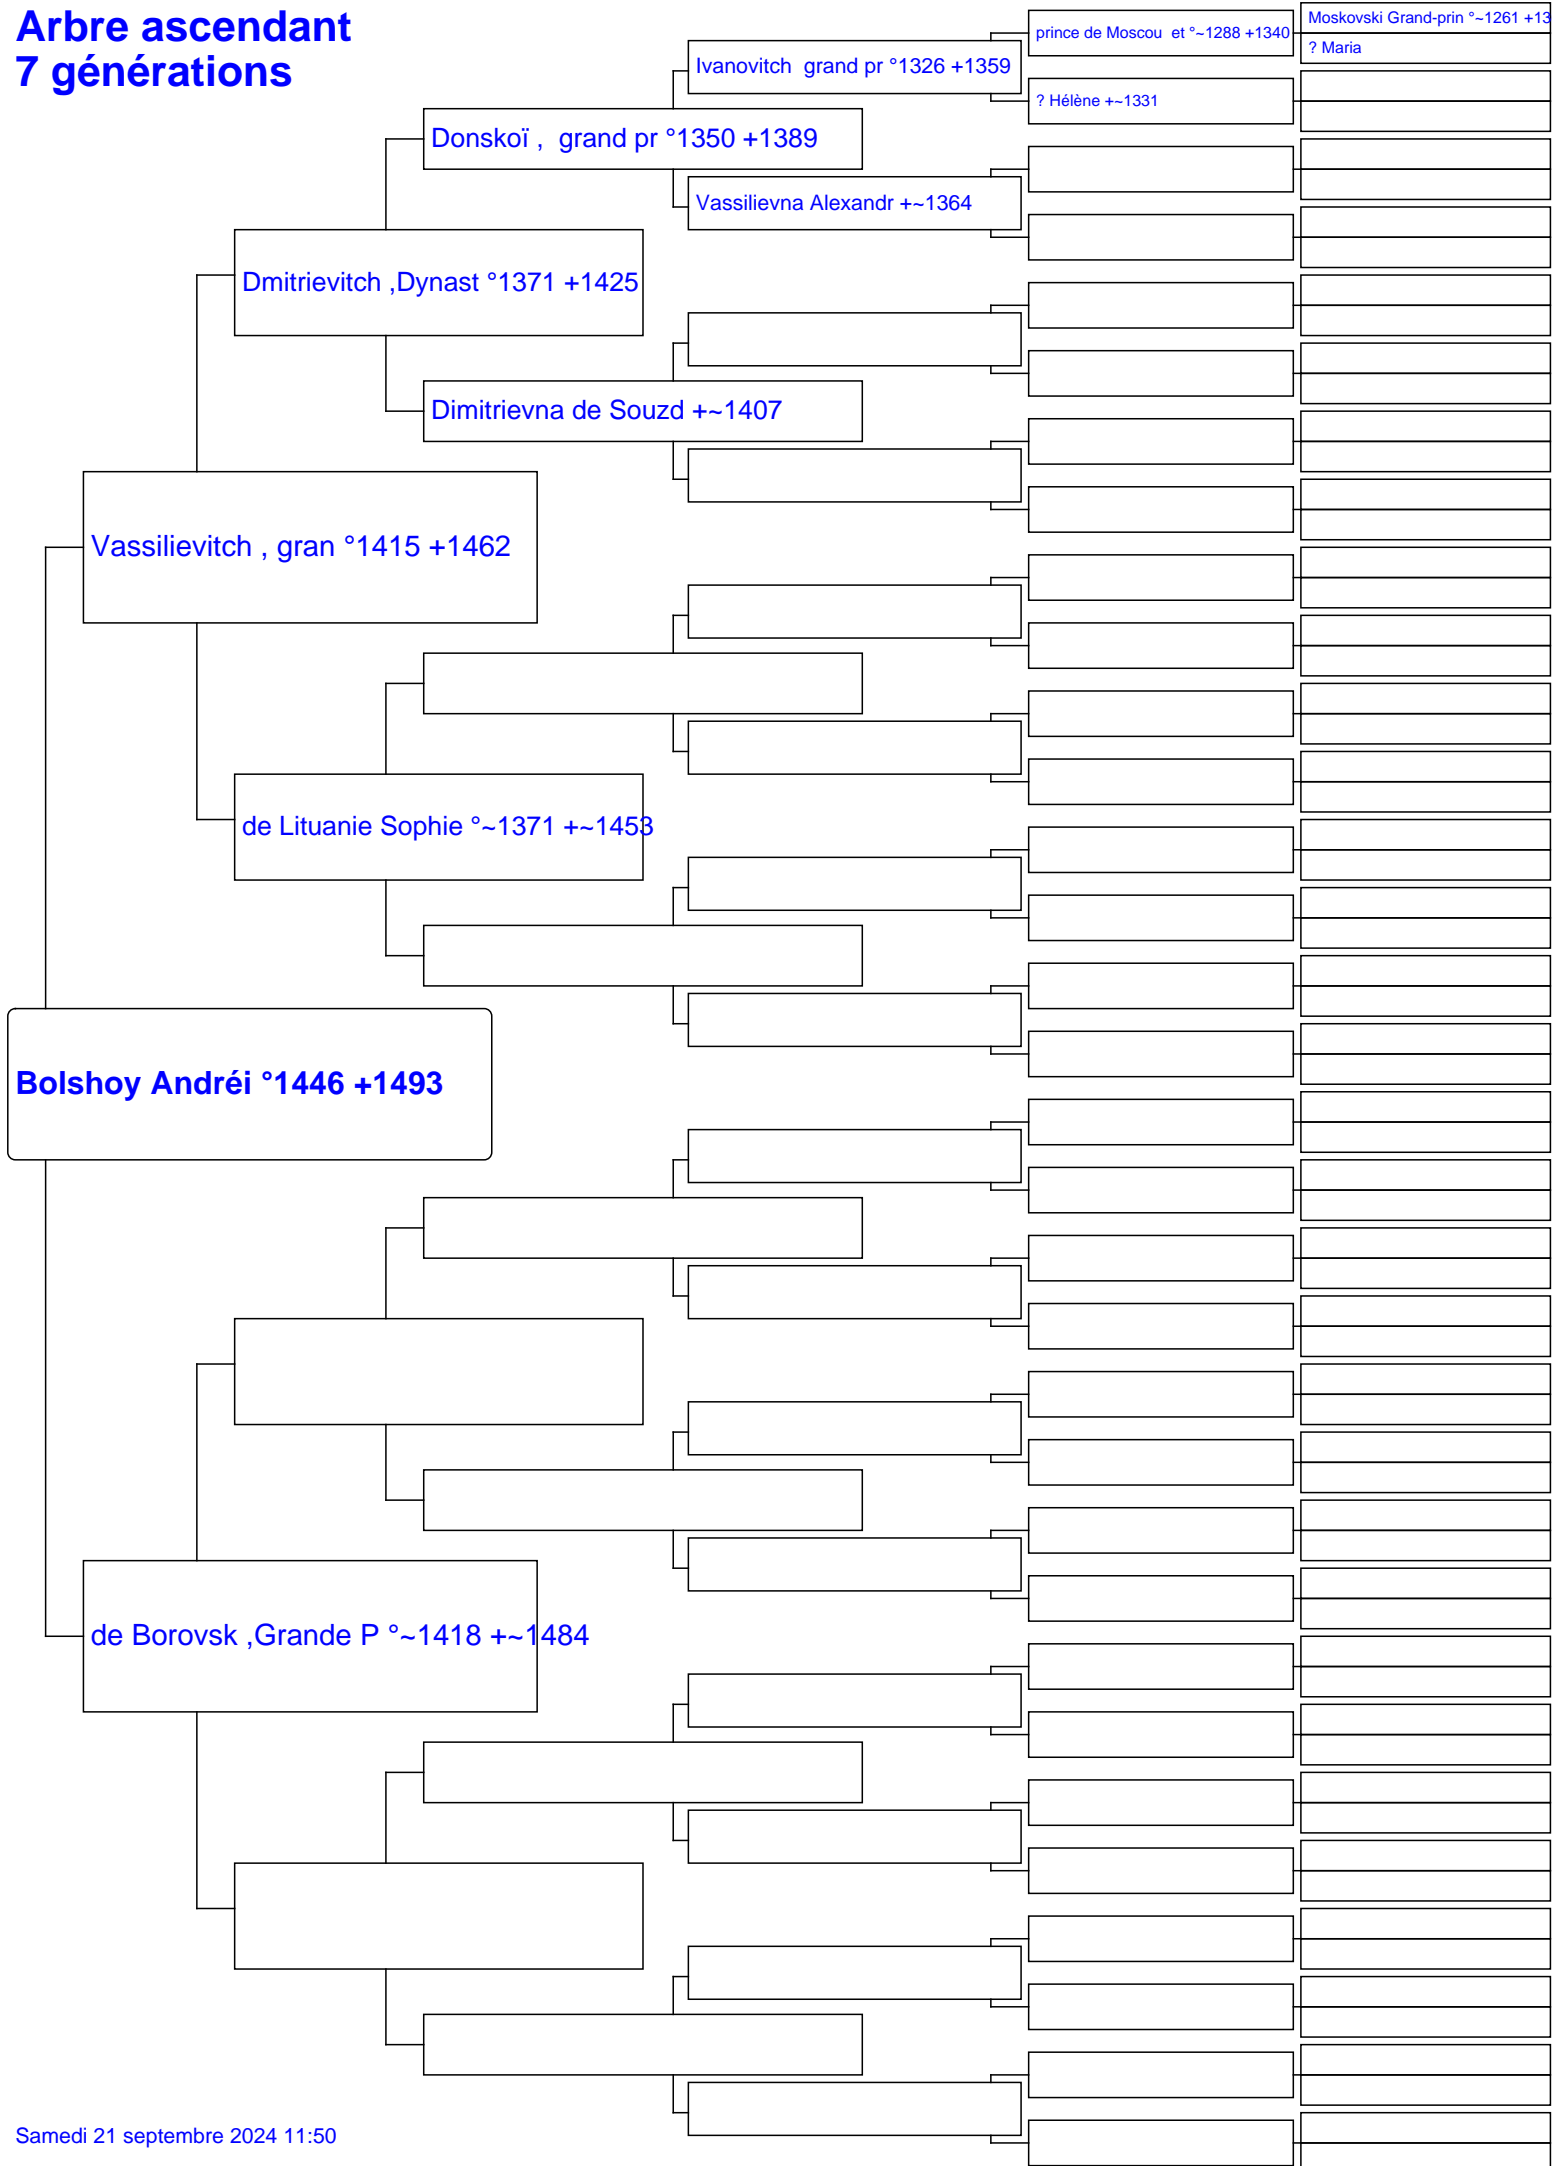 Arbre ascendant
7 générations
Moskovski Grand-prin °~1261 +13
? Maria
prince de Moscou  et °~1288 +1340
Ivanovitch  grand pr °1326 +1359
? Hélène +~1331
Donskoï ,  grand pr °1350 +1389
Vassilievna Alexandr +~1364
Dmitrievitch ,Dynast °1371 +1425
Dimitrievna de Souzd +~1407
Vassilievitch , gran °1415 +1462
de Lituanie Sophie °~1371 +~1453
Bolshoy Andréi °1446 +1493
de Borovsk ,Grande P °~1418 +~1484
Samedi 21 septembre 2024 11:50